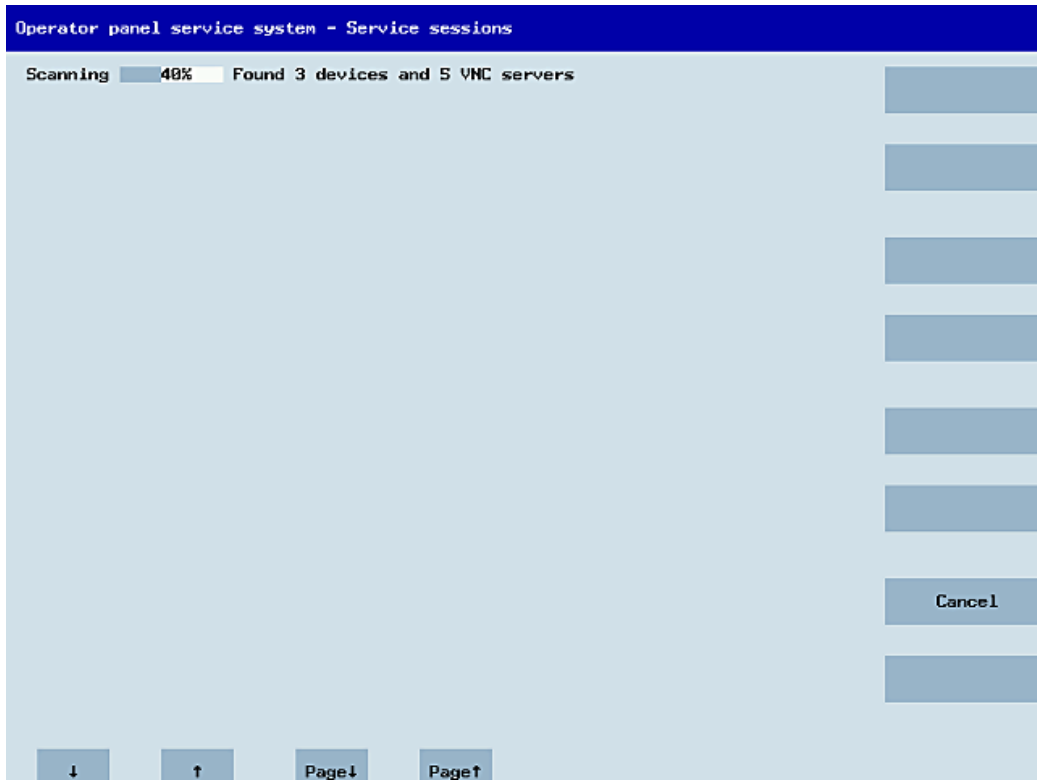 Operator panel service system - Service sessions
Scanning 40% Found 3 devices and 5 VNC servers
Cancel
↓ ↑ Page↓ Page↑